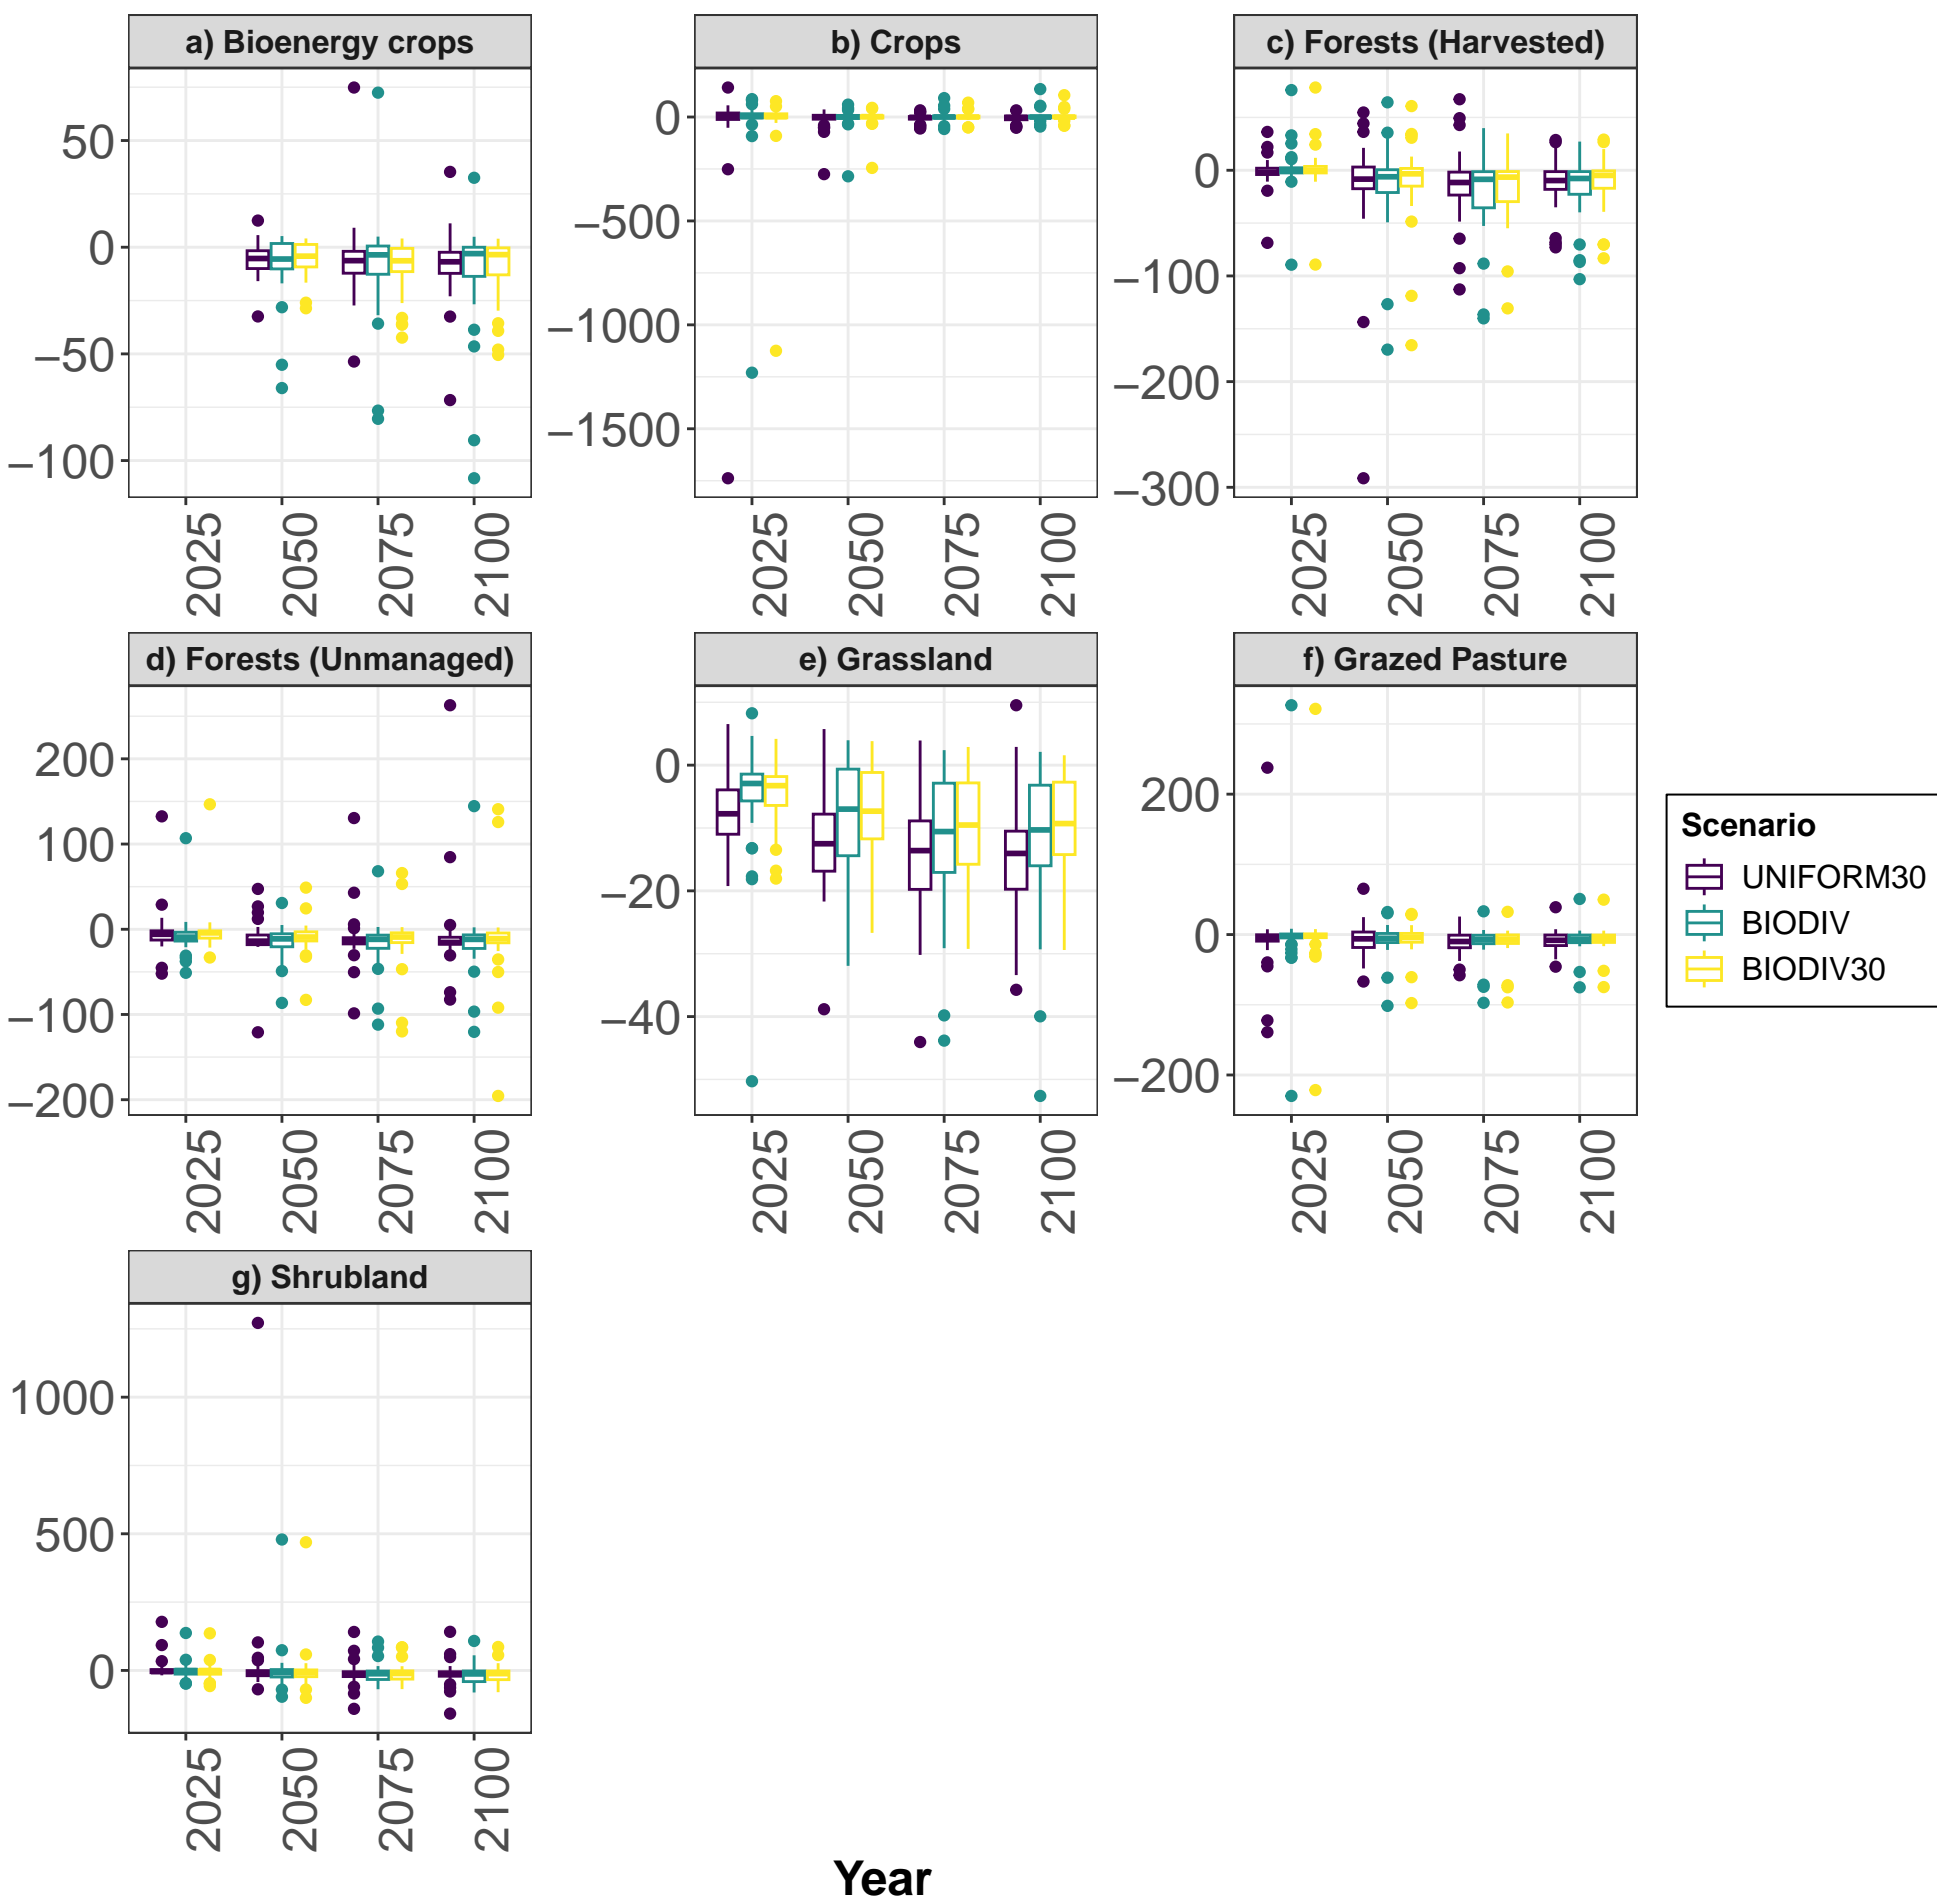 a) Bioenergy crops
50
0
−50
−100
2025 2050 2075 2100
b) Crops
0
−500
−1000
−1500
2025 2050 2075 2100
c) Forests (Harvested)
0
−100
−200
−300
2025 2050 2075 2100
d) Forests (Unmanaged)
200
100
0
−100
−200
2025 2050 2075 2100
e) Grassland
0
−20
−40
2025 2050 2075 2100
f) Grazed Pasture
200
0
−200
2025 2050 2075 2100
g) Shrubland
1000
500
0
2025 2050 2075 2100
Year
Scenario
UNIFORM30
BIODIV
BIODIV30